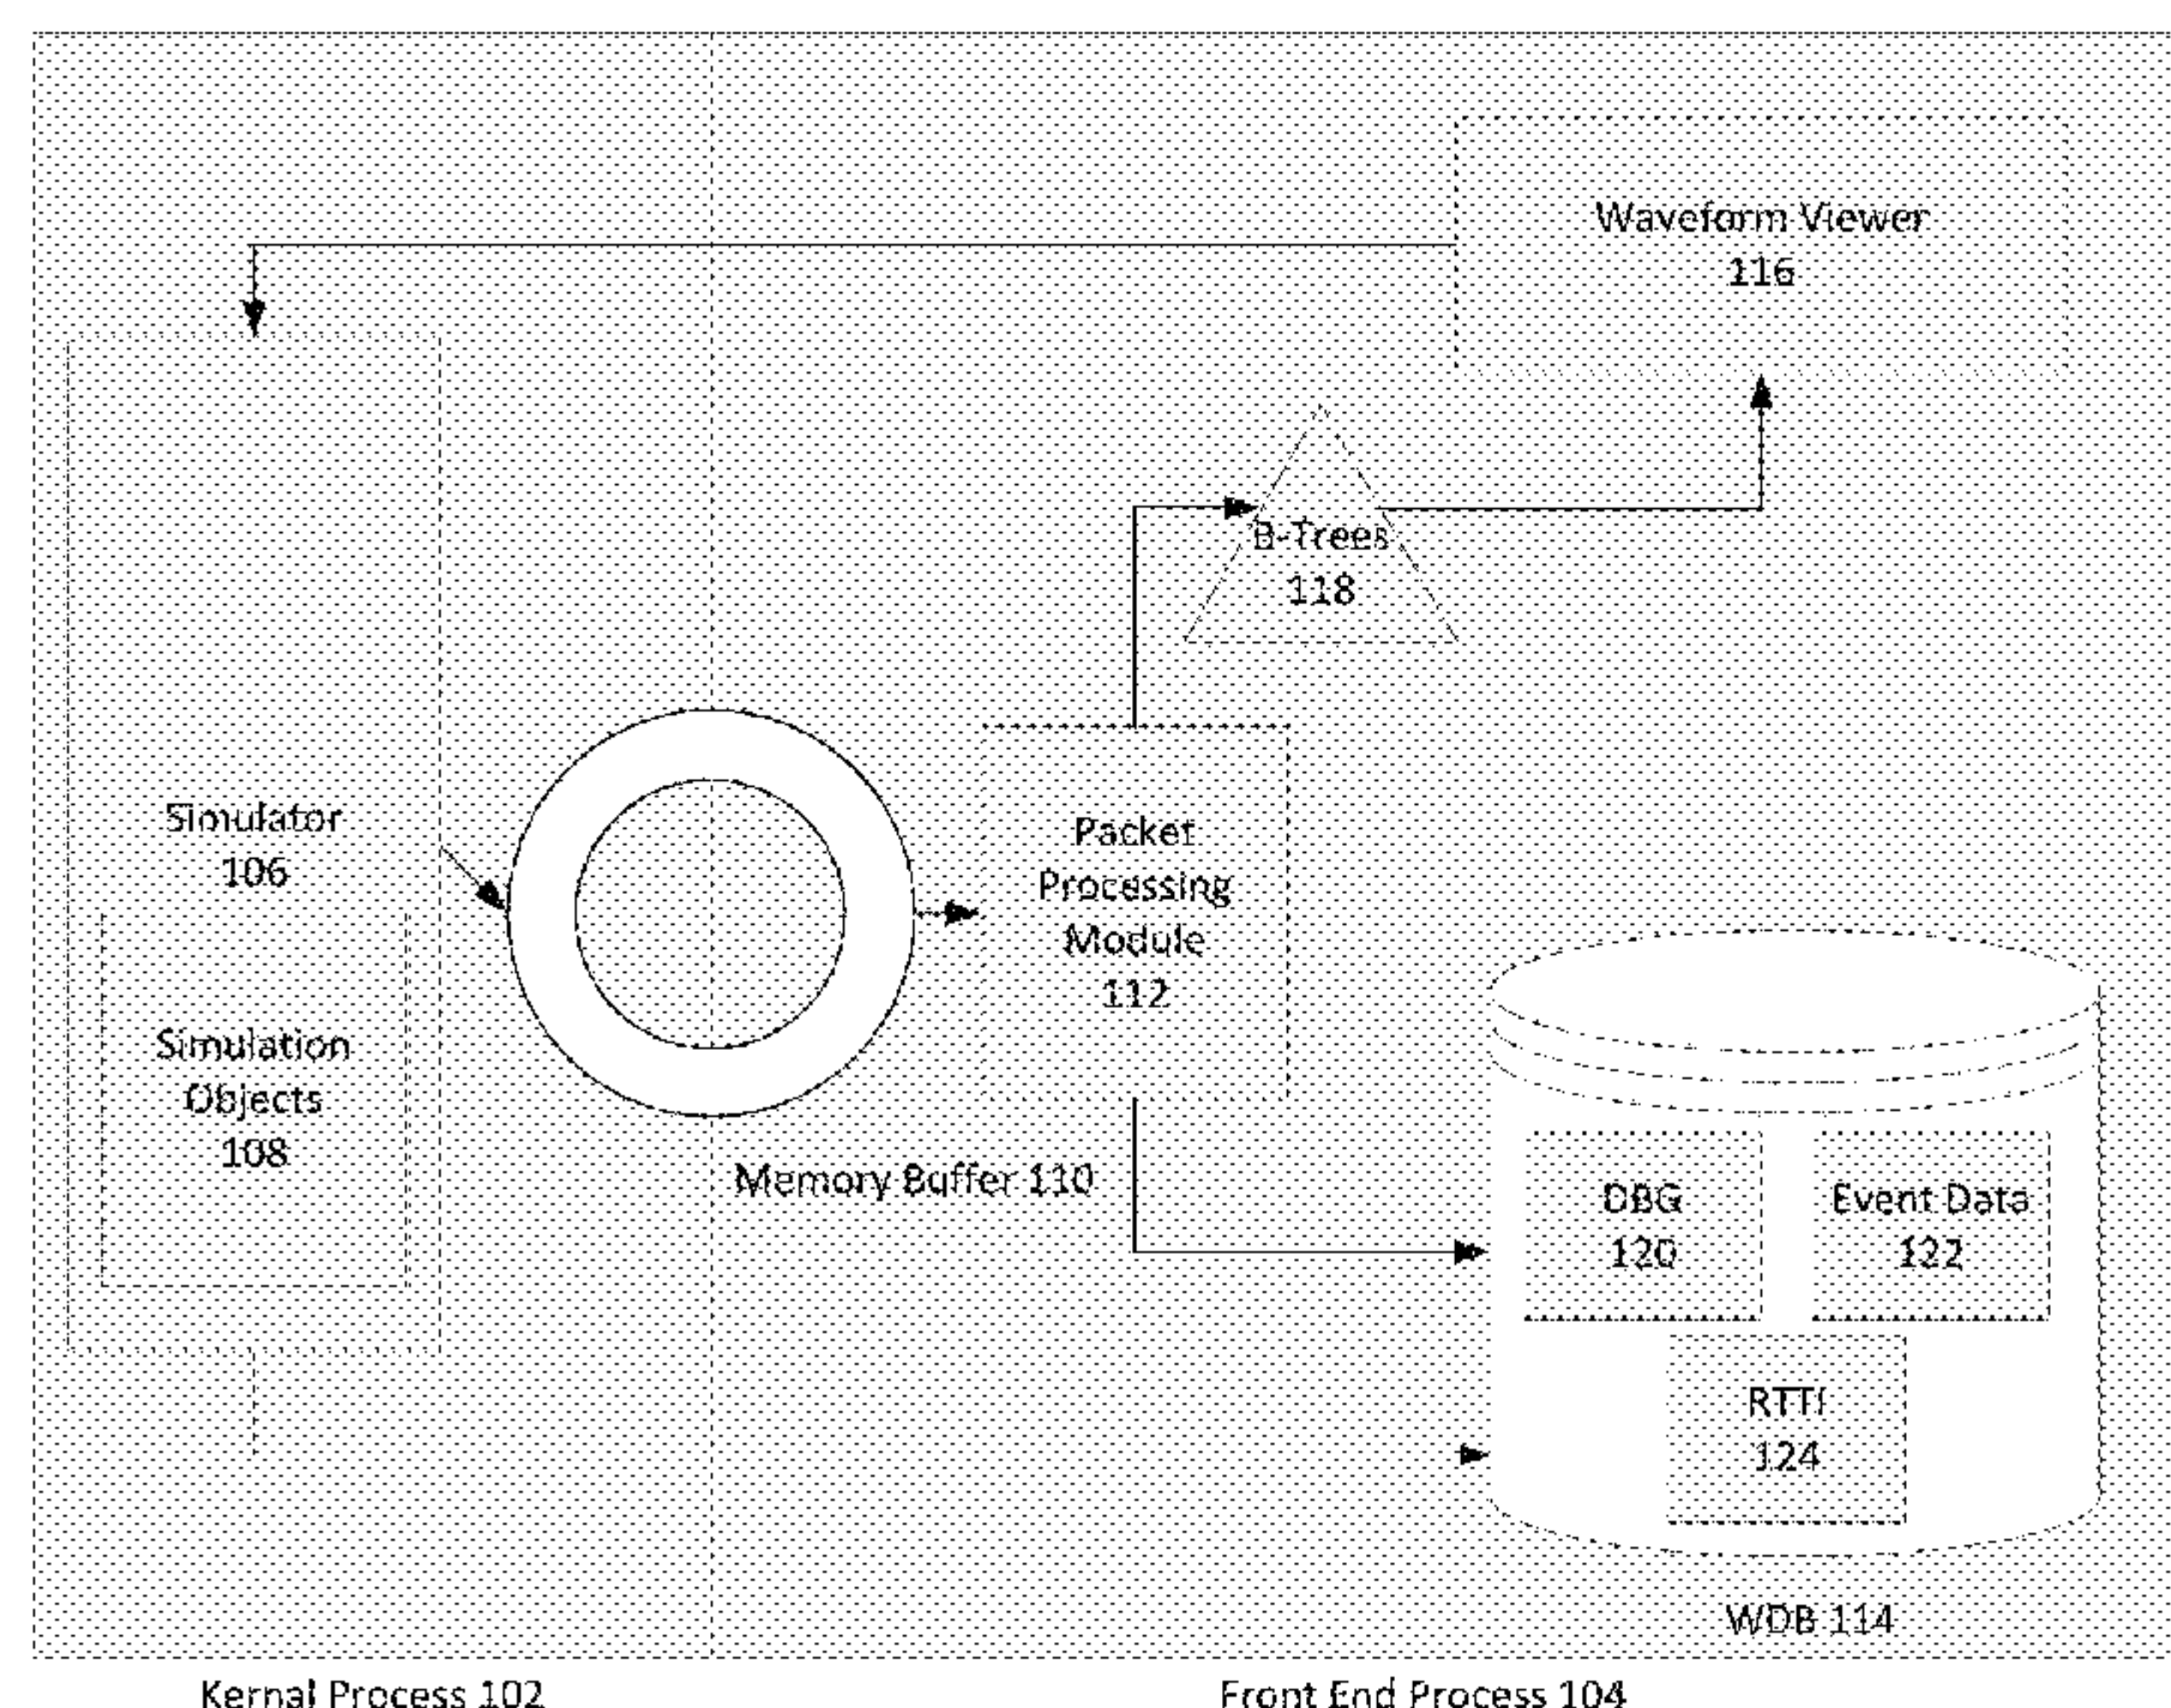 Waveform Viewer
116
B-Trees
118
Simulator
106
Packet
Processing
Module
112
Simulation
Objects
108
Memory Buffer 110
DBG
120
Event Data
122
RTTI
124
WDB 114
Kernal Process 102
Front End Process 104